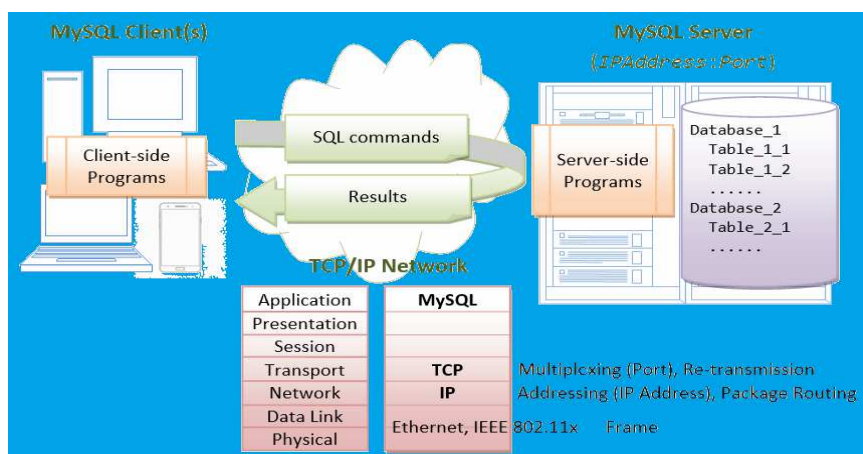 MySQL Client(s)
MySQL Server
(IPAddress:Port)
Client-side
Programs
SQL commands
Results
Server-side
Programs
Database_1
Table_1_1
Table_1_2
......
Database_2
Table_2_1
......
TCP/IP Network
Application
MySQL
Presentation
Session
Transport
TCP
Multiplexing (Port), Re-transmission
Network
IP
Addressing (IP Address), Package Routing
Data Link
Physical
Ethernet, IEEE 802.11x
Frame